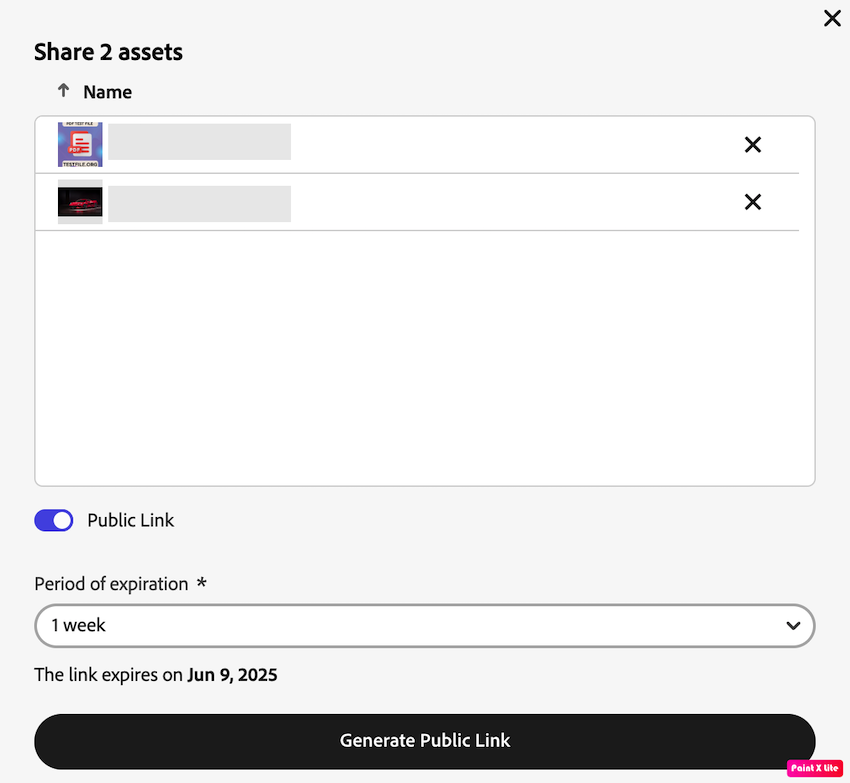 Share 2 assets
Name
PDF TEST FILE
PDF
TESTFILE.ORG
Public Link
Period of expiration *
1 week
The link expires on Jun 9, 2025
Generate Public Link
Paint X Lite